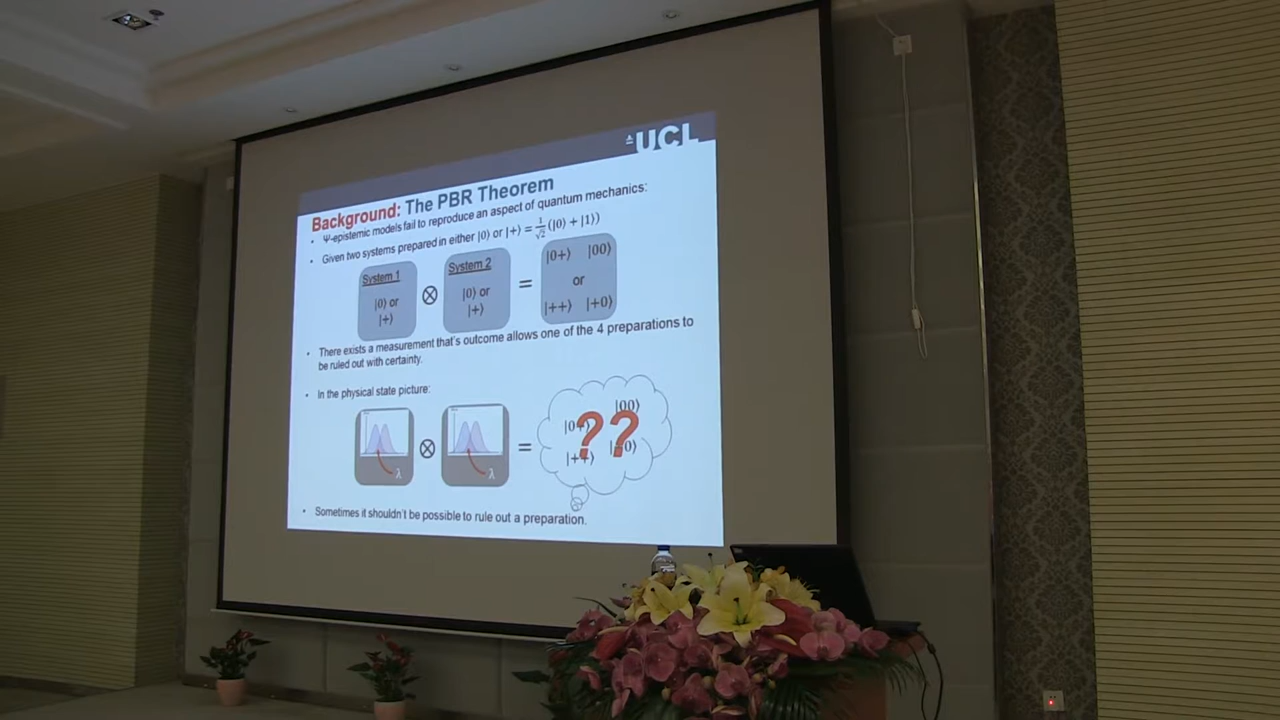 UCL
Background: The PBR Theorem
• Ψ-epistemic models fail to reproduce an aspect of quantum mechanics:
• Given two systems prepared in either |0⟩ or |+⟩ = 1/√2 (|0⟩ + |1⟩)
System 1
|0⟩ or
|+⟩
⊗
System 2
|0⟩ or
|+⟩
=
|0+⟩ |00⟩
or
|++⟩ |+0⟩
• There exists a measurement that's outcome allows one of the 4 preparations to
be ruled out with certainty.
• In the physical state picture:
λ
⊗
λ
=
|00⟩
|0+⟩
??
|++⟩
|+0⟩
• Sometimes it shouldn't be possible to rule out a preparation.